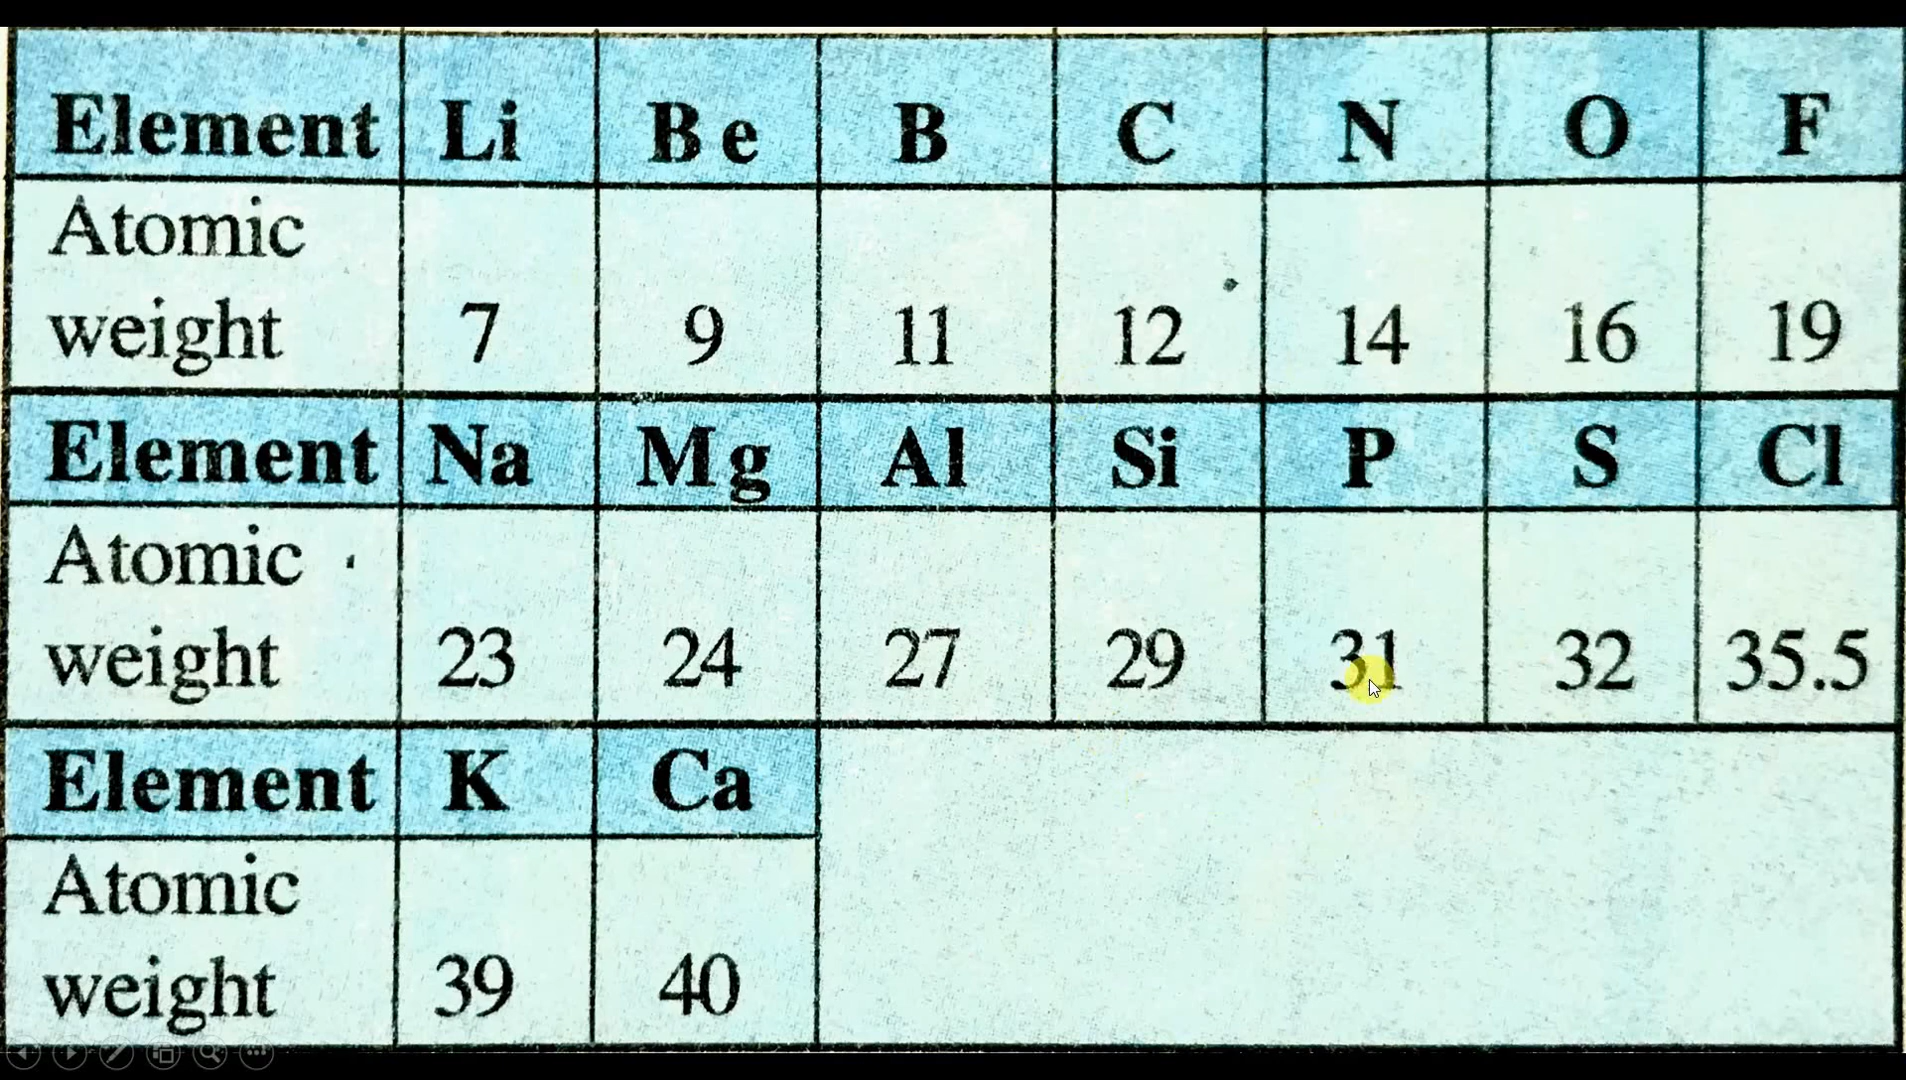 Element Li Be B C N O F
Atomic
weight 7 9 11 12 14 16 19
Element Na Mg Al Si P S Cl
Atomic
weight 23 24 27 29 31 32 35.5
Element K Ca
Atomic
weight 39 40